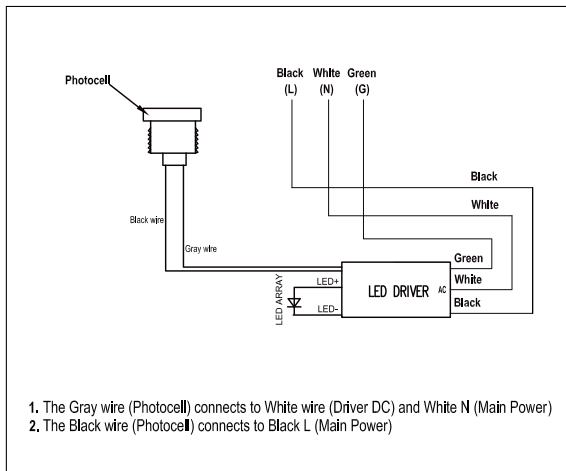 Photocell
Black White Green
(L) (N) (G)
Black
White
Black wire
Gray wire
Green
White
Black
LED+
LED-
LED ARRAY
LED DRIVER
AC
1. The Gray wire (Photocell) connects to White wire (Driver DC) and White N (Main Power)
2. The Black wire (Photocell) connects to Black L (Main Power)